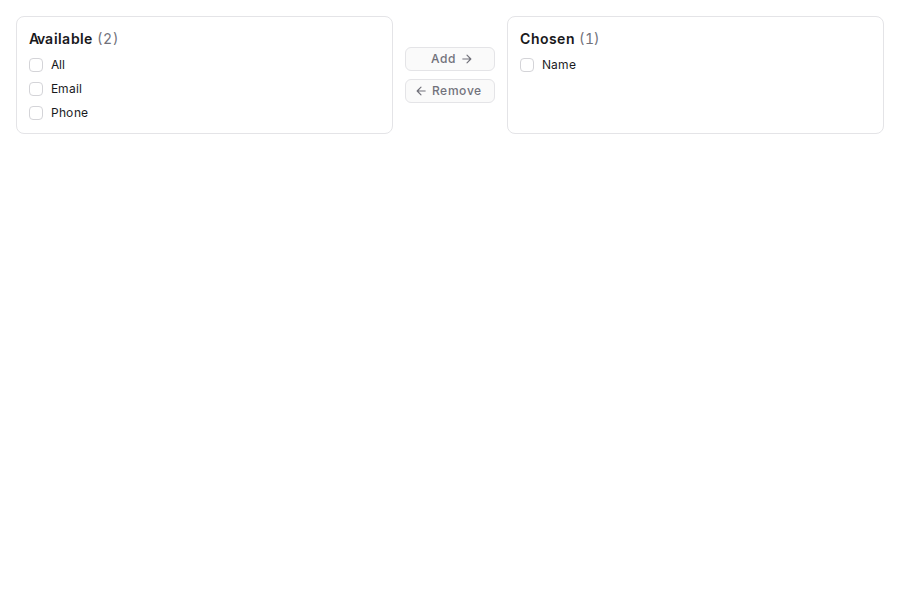 Available (2)
All
Email
Phone
Add →
← Remove
Chosen (1)
Name